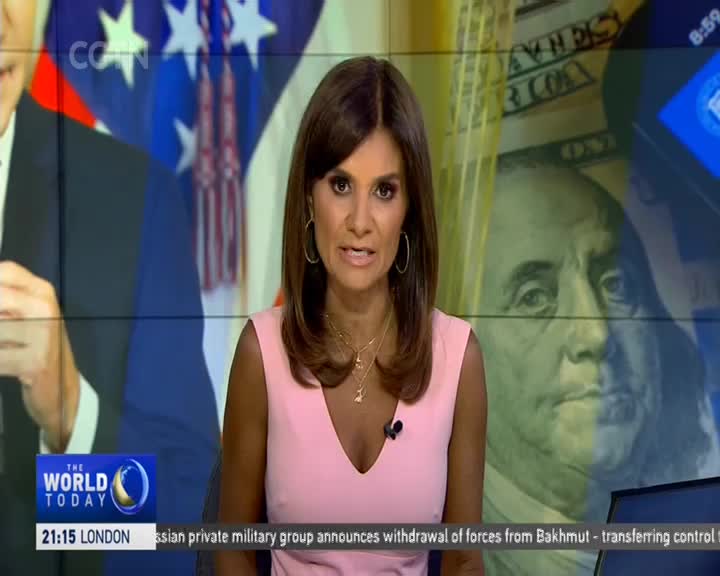 CGTN
8:59
THE
WORLD
TODAY
21:15 LONDON
ssian private military group announces withdrawal of forces from Bakhmut - transferring control